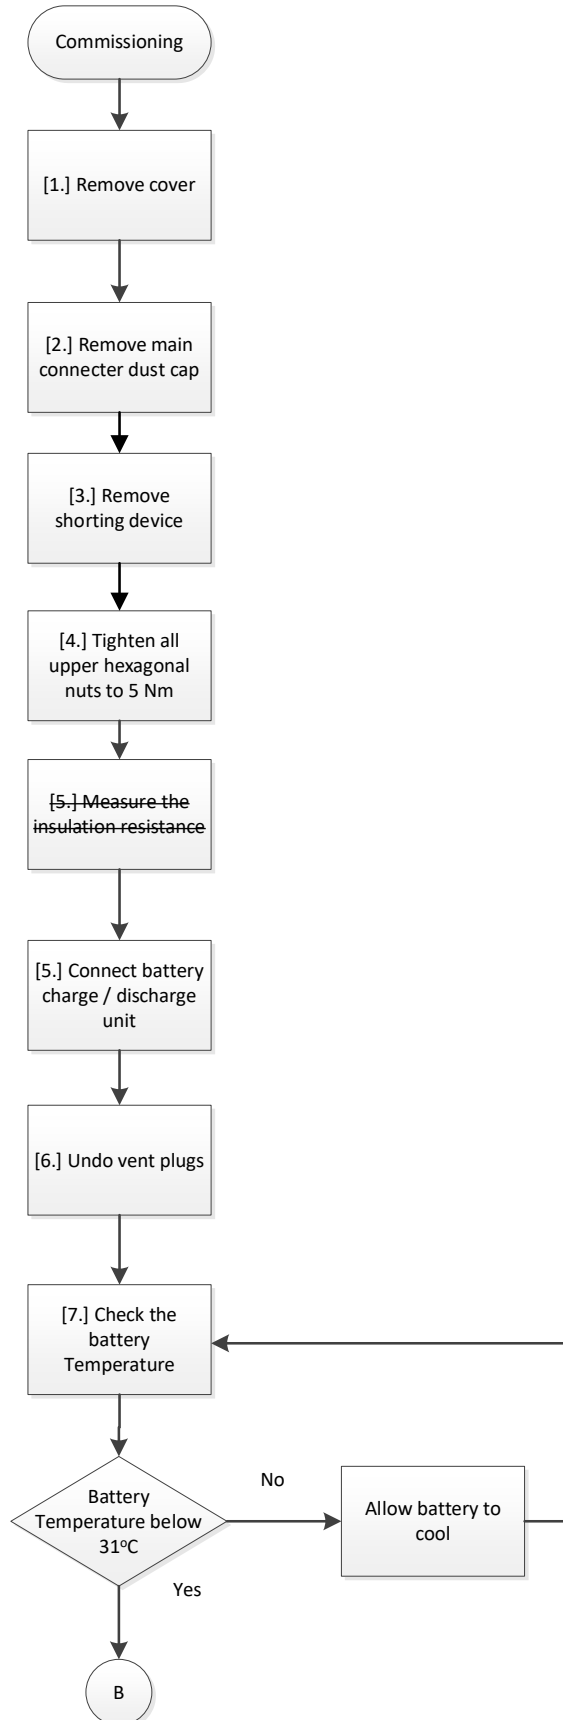 Commissioning
[1.] Remove cover
[2.] Remove main
connecter dust cap
[3.] Remove
shorting device
[4.] Tighten all
upper hexagonal
nuts to 5 Nm
[5.] Measure the
insulation resistance
[5.] Connect battery
charge / discharge
unit
[6.] Undo vent plugs
[7.] Check the
battery
Temperature
Battery
Temperature below
31°C
No
Allow battery to
cool
Yes
B